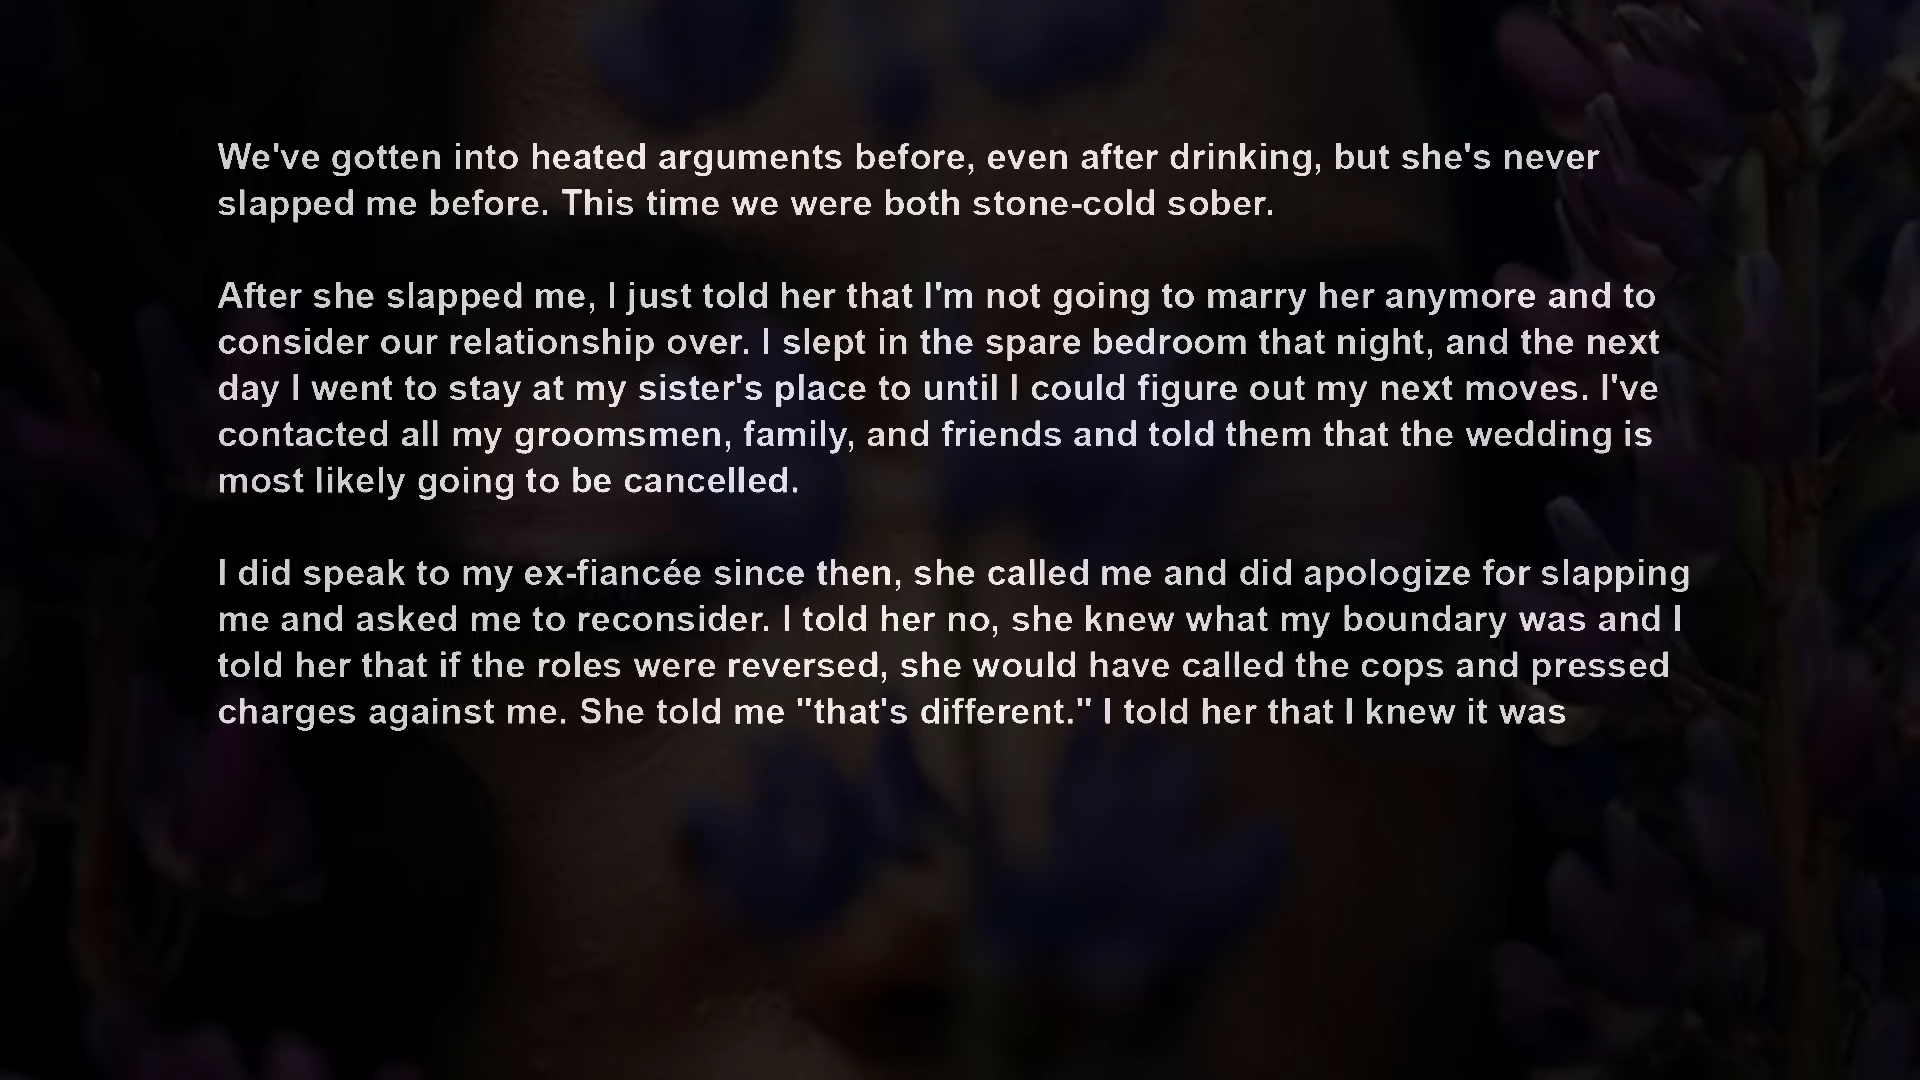 We've gotten into heated arguments before, even after drinking, but she's never
slapped me before. This time we were both stone-cold sober.
After she slapped me, I just told her that I'm not going to marry her anymore and to
consider our relationship over. I slept in the spare bedroom that night, and the next
day I went to stay at my sister's place to until I could figure out my next moves. I've
contacted all my groomsmen, family, and friends and told them that the wedding is
most likely going to be cancelled.
I did speak to my ex-fiancée since then, she called me and did apologize for slapping
me and asked me to reconsider. I told her no, she knew what my boundary was and I
told her that if the roles were reversed, she would have called the cops and pressed
charges against me. She told me "that's different." I told her that I knew it was